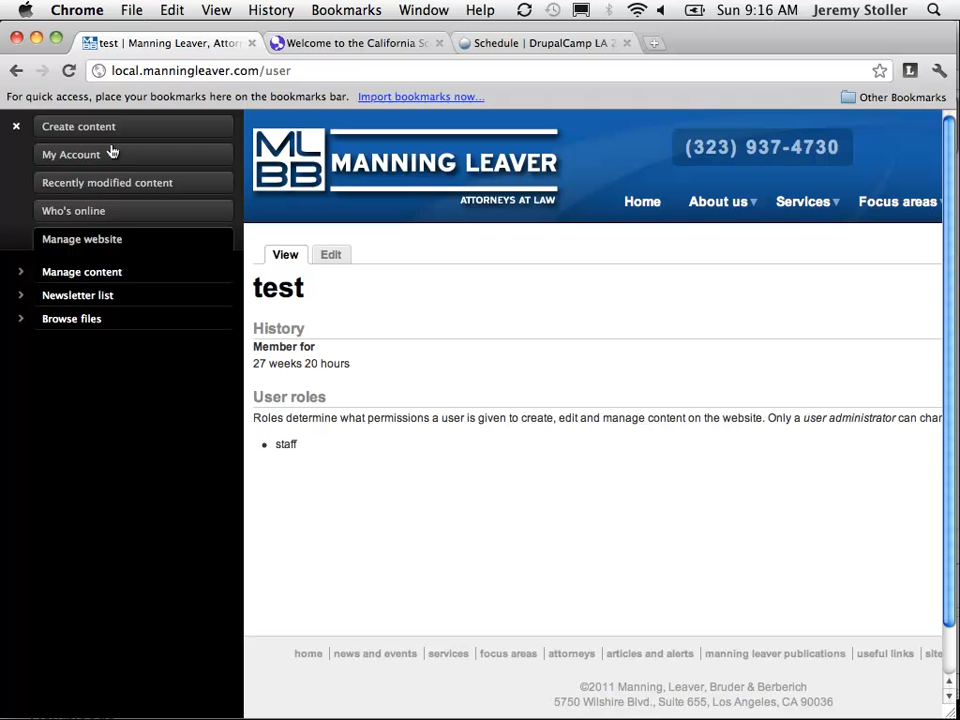 Chrome File Edit View History Bookmarks Window Help Sun 9:16 AM Jeremy Stoller
test | Manning Leaver, Attor Welcome to the California Sc Schedule | DrupalCamp LA 2
local.manningleaver.com/user L
For quick access, place your bookmarks here on the bookmarks bar. Import bookmarks now... Other Bookmarks
Create content
My Account
Recently modified content
Who's online
Manage website
Manage content
Newsletter list
Browse files
ML
BB
MANNING LEAVER
ATTORNEYS AT LAW
(323) 937-4730
Home About us Services Focus areas
View Edit
test
History
Member for
27 weeks 20 hours
User roles
Roles determine what permissions a user is given to create, edit and manage content on the website. Only a user administrator can char
staff
home news and events services focus areas attorneys articles and alerts manning leaver publications useful links site
©2011 Manning, Leaver, Bruder & Berberich
5750 Wilshire Blvd., Suite 655, Los Angeles, CA 90036